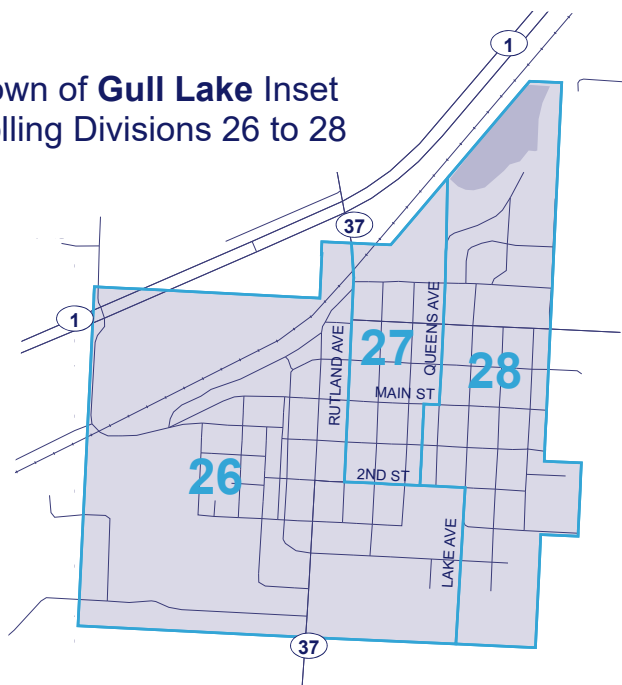 own of Gull Lake Inset
olling Divisions 26 to 28
1
37
1
RUTLAND AVE
27
QUEENS AVE
28
MAIN ST
26
2ND ST
LAKE AVE
37